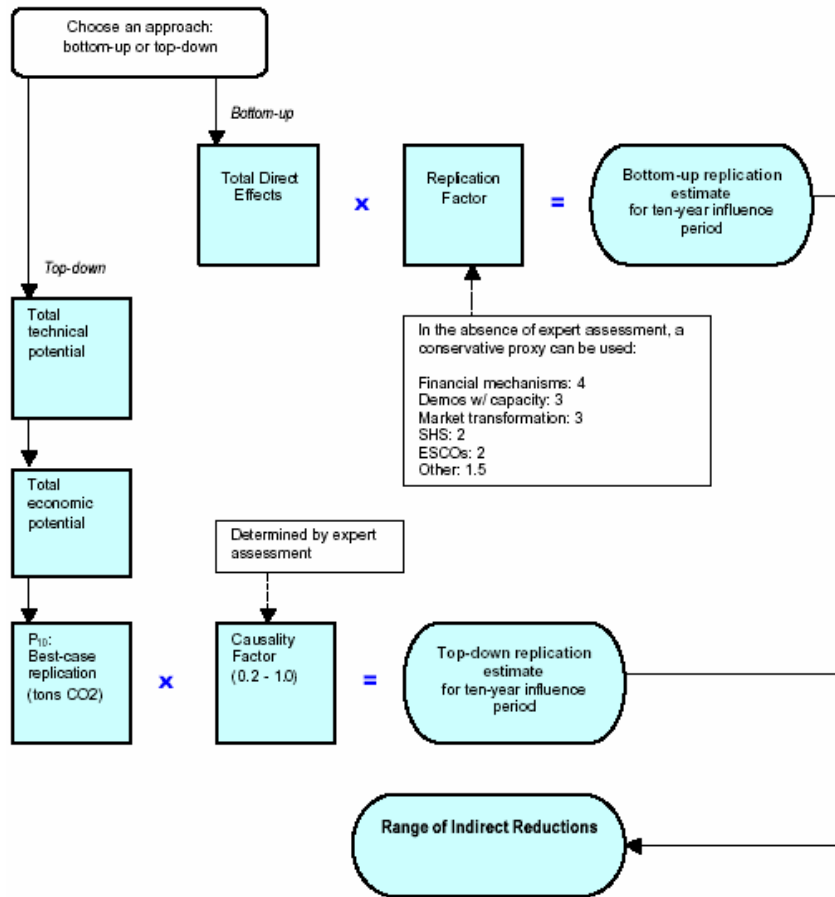 Choose an approach:
bottom-up or top-down
Bottom-up
Total Direct
Effects
x
Replication
Factor
=
Bottom-up replication
estimate
for ten-year influence
period
Top-down
Total
technical
potential
In the absence of expert assessment, a
conservative proxy can be used:
Financial mechanisms: 4
Demos w/ capacity: 3
Market transformation: 3
SHS: 2
ESCOs: 2
Other: 1.5
Total
economic
potential
Determined by expert
assessment
P₁₀:
Best-case
replication
(tons CO2)
x
Causality
Factor
(0.2 - 1.0)
=
Top-down replication
estimate
for ten-year influence
period
Range of Indirect Reductions